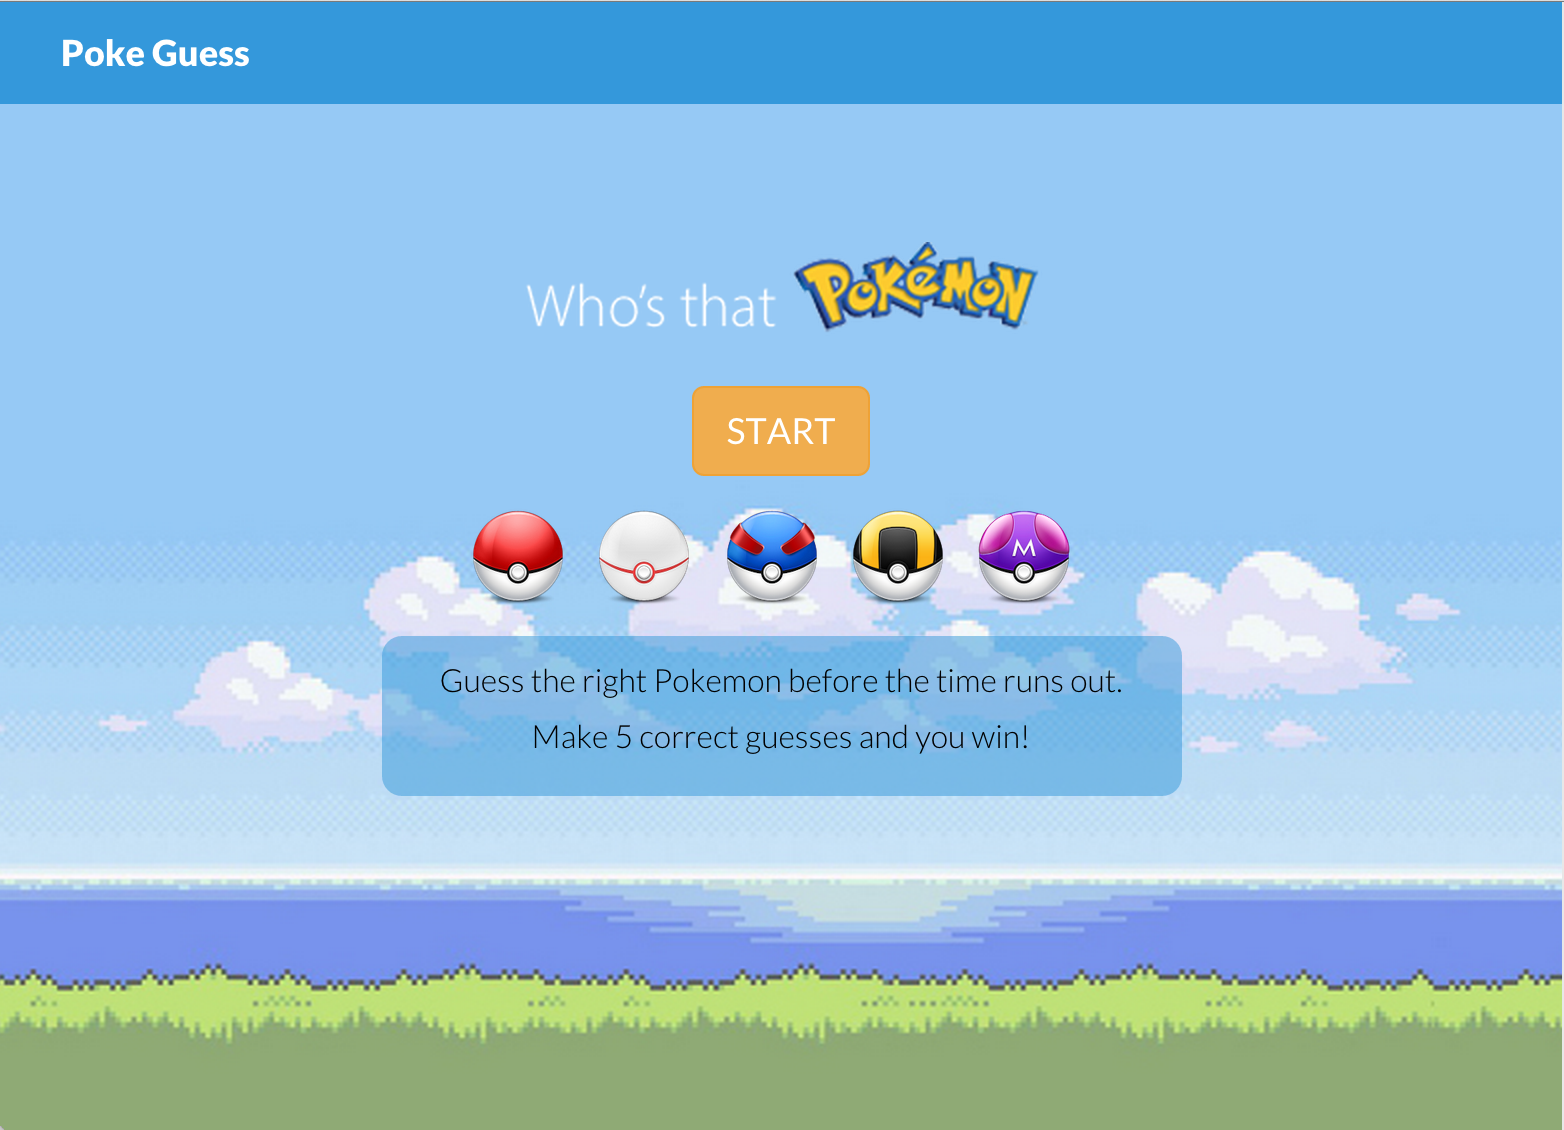 Poke Guess
Who's that POKéMON
START
M
Guess the right Pokemon before the time runs out.
Make 5 correct guesses and you win!